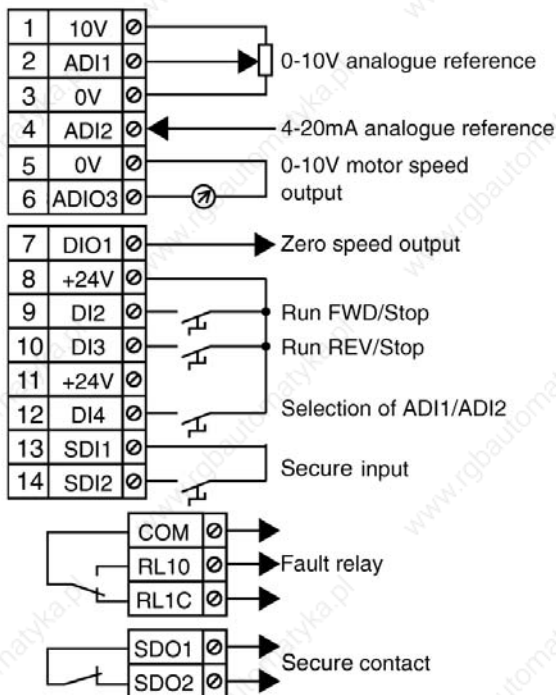 1 10V
2 ADI1 0-10V analogue reference
3 0V
4 ADI2 4-20mA analogue reference
5 0V 0-10V motor speed
6 ADIO3 output
7 DIO1 Zero speed output
8 +24V
9 DI2 Run FWD/Stop
10 DI3 Run REV/Stop
11 +24V
12 DI4 Selection of ADI1/ADI2
13 SDI1
14 SDI2 Secure input
COM
RL10 Fault relay
RL1C
SDO1
SDO2 Secure contact
www.rgbautomatyka.pl